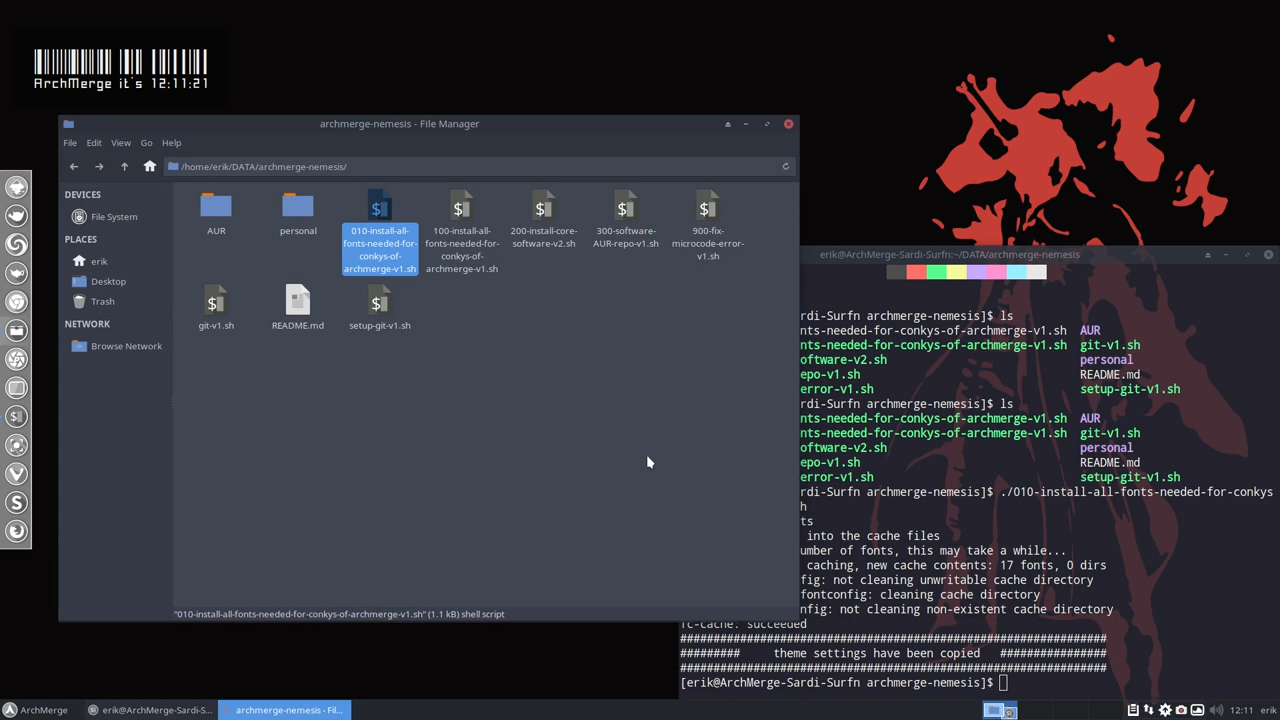 ArchMerge it's 12:11:21
archmerge-nemesis - File Manager
File Edit View Go Help
/home/erik/DATA/archmerge-nemesis/
DEVICES
File System
PLACES
erik
Desktop
Trash
NETWORK
Browse Network
AUR
personal
010-install-all-
fonts-needed-for-
conkys-of-
archmerge-v1.sh
100-install-all-
fonts-needed-for-
conkys-of-
archmerge-v1.sh
200-install-core-
software-v2.sh
300-software-
AUR-repo-v1.sh
900-fix-
microcode-error-
v1.sh
git-v1.sh
README.md
setup-git-v1.sh
"010-install-all-fonts-needed-for-conkys-of-archmerge-v1.sh" (1.1 kB) shell script
erik@ArchMerge-Sardi-Surfn:~/DATA/archmerge-nemesis
rdi-Surfn archmerge-nemesis]$ ls
nts-needed-for-conkys-of-archmerge-v1.sh AUR
nts-needed-for-conkys-of-archmerge-v1.sh git-v1.sh
oftware-v2.sh personal
epo-v1.sh README.md
error-v1.sh setup-git-v1.sh
rdi-Surfn archmerge-nemesis]$ ls
nts-needed-for-conkys-of-archmerge-v1.sh AUR
nts-needed-for-conkys-of-archmerge-v1.sh git-v1.sh
oftware-v2.sh personal
epo-v1.sh README.md
error-v1.sh setup-git-v1.sh
rdi-Surfn archmerge-nemesis]$ ./010-install-all-fonts-needed-for-conkys
h
ts
into the cache files
umber of fonts, this may take a while...
caching, new cache contents: 17 fonts, 0 dirs
fig: not cleaning unwritable cache directory
fontconfig: cleaning cache directory
nfig: not cleaning non-existent cache directory
fc-cache: succeeded
################################################################
######### theme settings have been copied ################
################################################################
[erik@ArchMerge-Sardi-Surfn archmerge-nemesis]$
ArchMerge
erik@ArchMerge-Sardi-S...
archmerge-nemesis - Fil...
12:11
erik